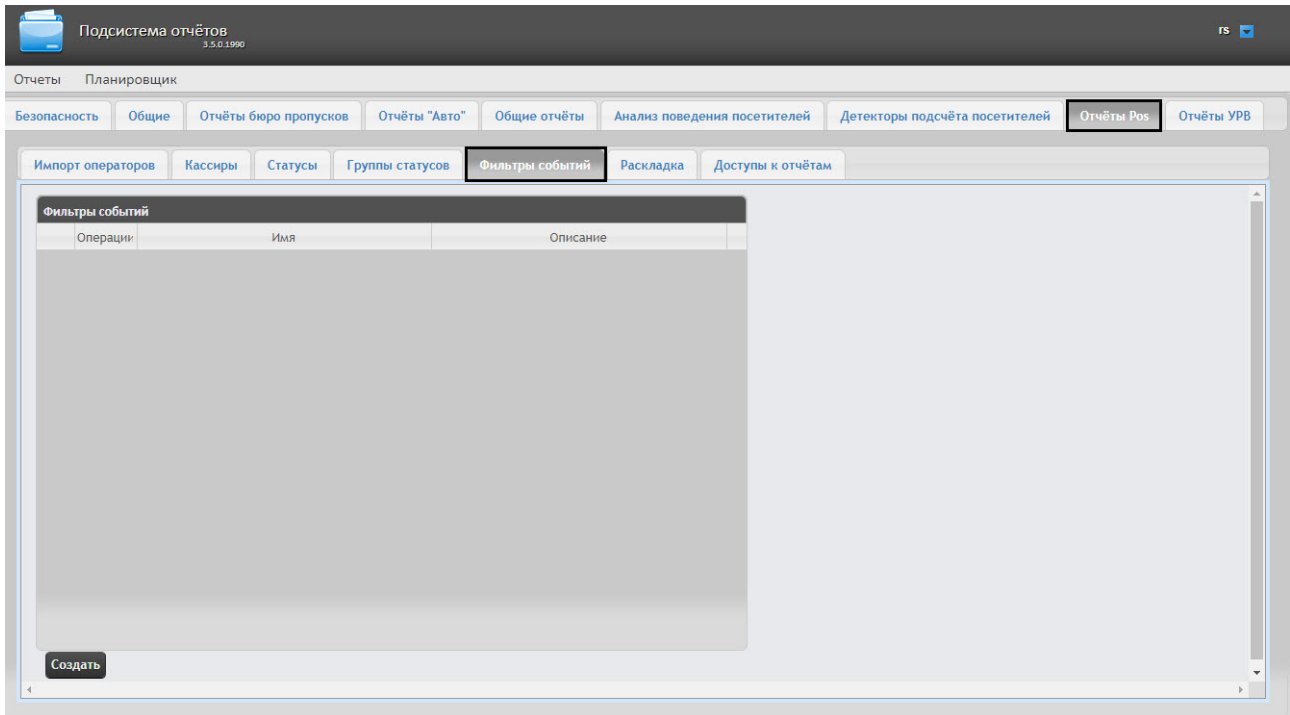 Подсистема отчётов rs
3.5.0.1990
Отчеты Планировщик
Безопасность Общие Отчёты бюро пропусков Отчёты "Авто" Общие отчёты Анализ поведения посетителей Детекторы подсчёта посетителей Отчёты Pos Отчёты УРВ
Импорт операторов Кассиры Статусы Группы статусов Фильтры событий Раскладка Доступы к отчётам
Фильтры событий
Операции Имя Описание
Создать